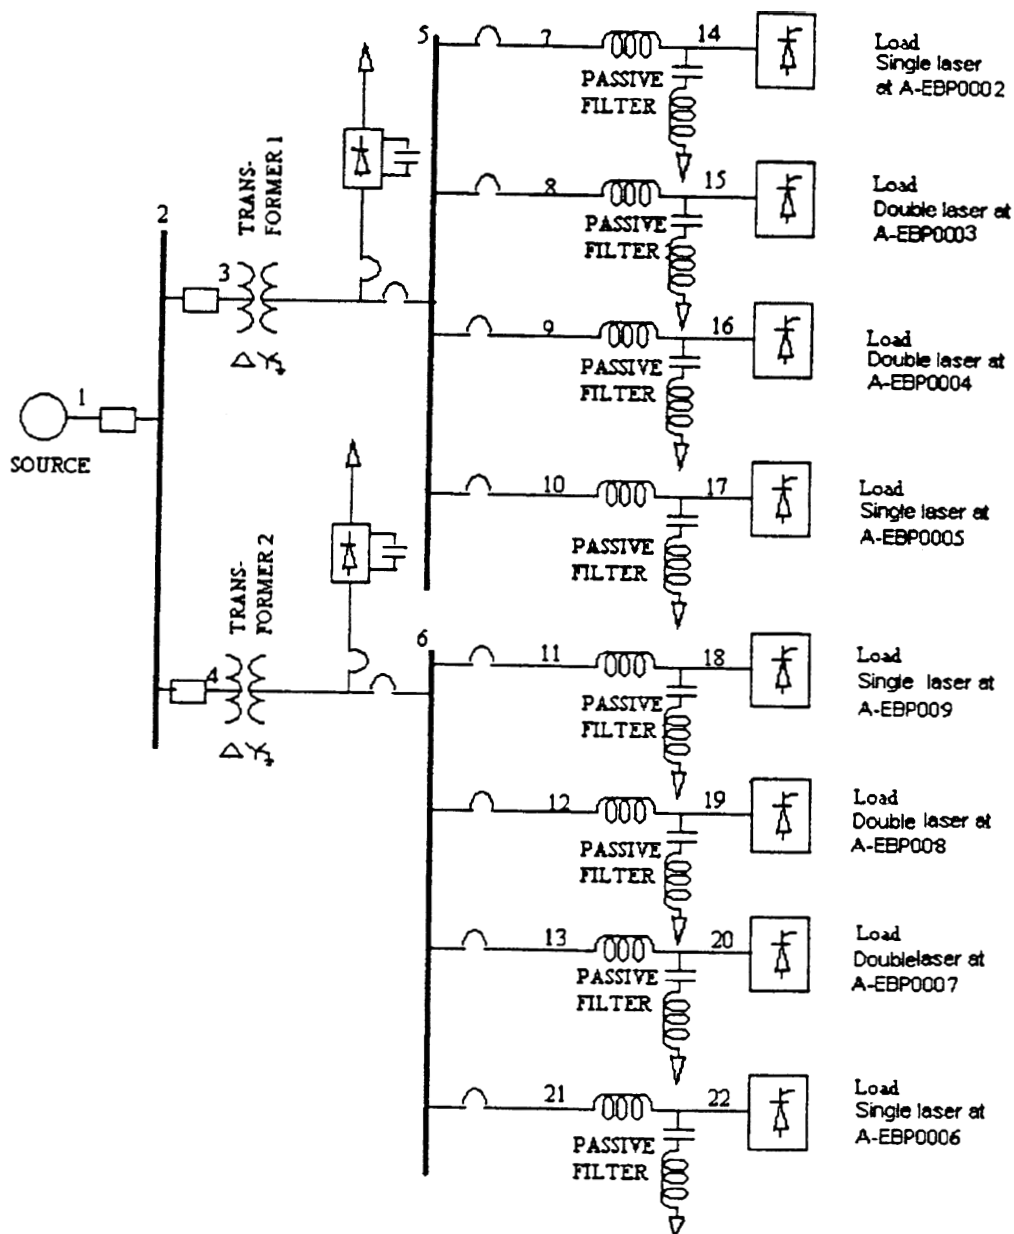 5
7
14
Load
Single laser
at A-EBP0002
PASSIVE
FILTER
TRANS-
FORMER 1
2
3
8
15
Load
Double laser at
A-EBP0003
PASSIVE
FILTER
9
16
Load
Double laser at
A-EBP0004
PASSIVE
FILTER
1
SOURCE
10
17
Load
Single laser at
A-EBP0005
PASSIVE
FILTER
TRANS-
FORMER 2
4
6
11
18
Load
Single laser at
A-EBP009
PASSIVE
FILTER
12
19
Load
Double laser at
A-EBP008
PASSIVE
FILTER
13
20
Load
Doublelaser at
A-EBP0007
PASSIVE
FILTER
21
22
Load
Single laser at
A-EBP0006
PASSIVE
FILTER